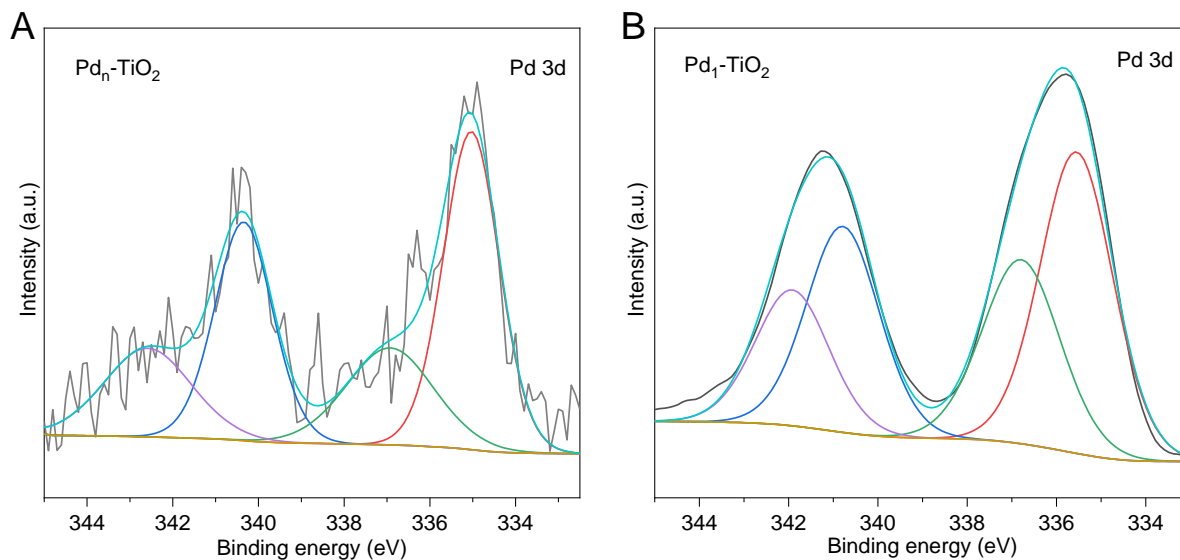 A
Pdn-TiO2
Pd 3d
Intensity (a.u.)
344 342 340 338 336 334
Binding energy (eV)
B
Pd1-TiO2
Pd 3d
Intensity (a.u.)
344 342 340 338 336 334
Binding energy (eV)